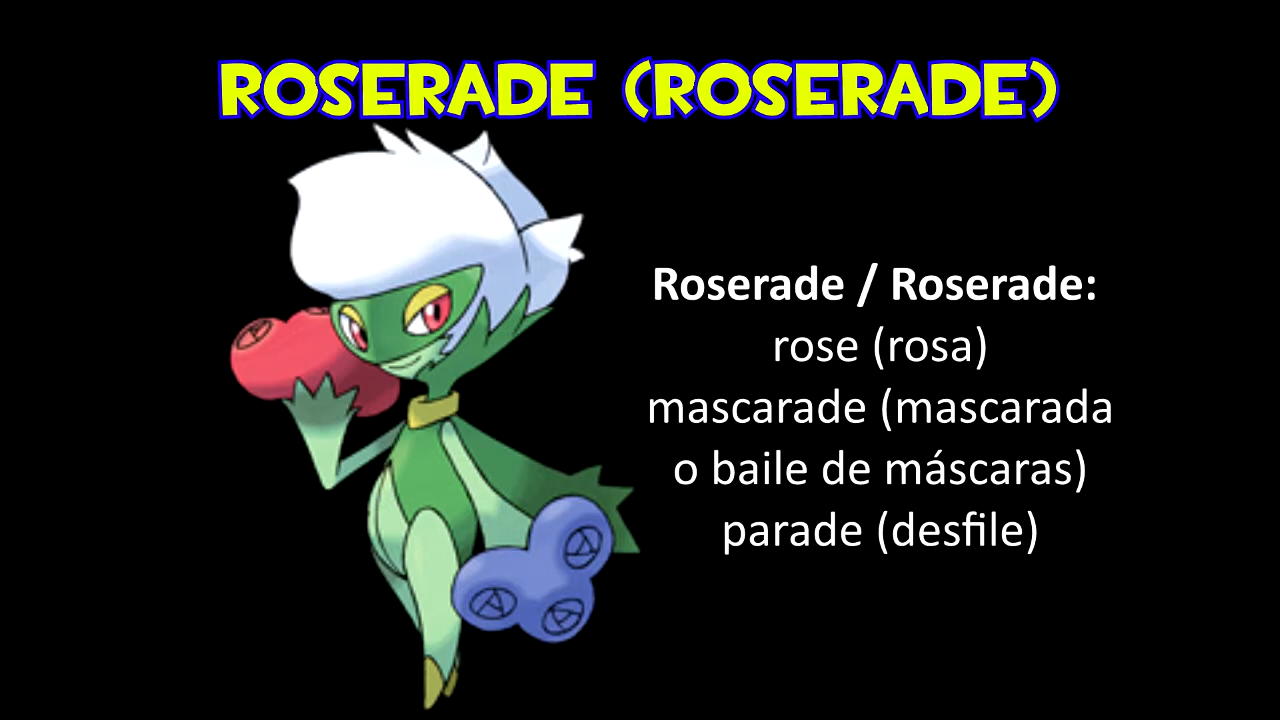 ROSERADE (ROSERADE)
Roserade / Roserade:
rose (rosa)
mascarade (mascarada
o baile de máscaras)
parade (desfile)